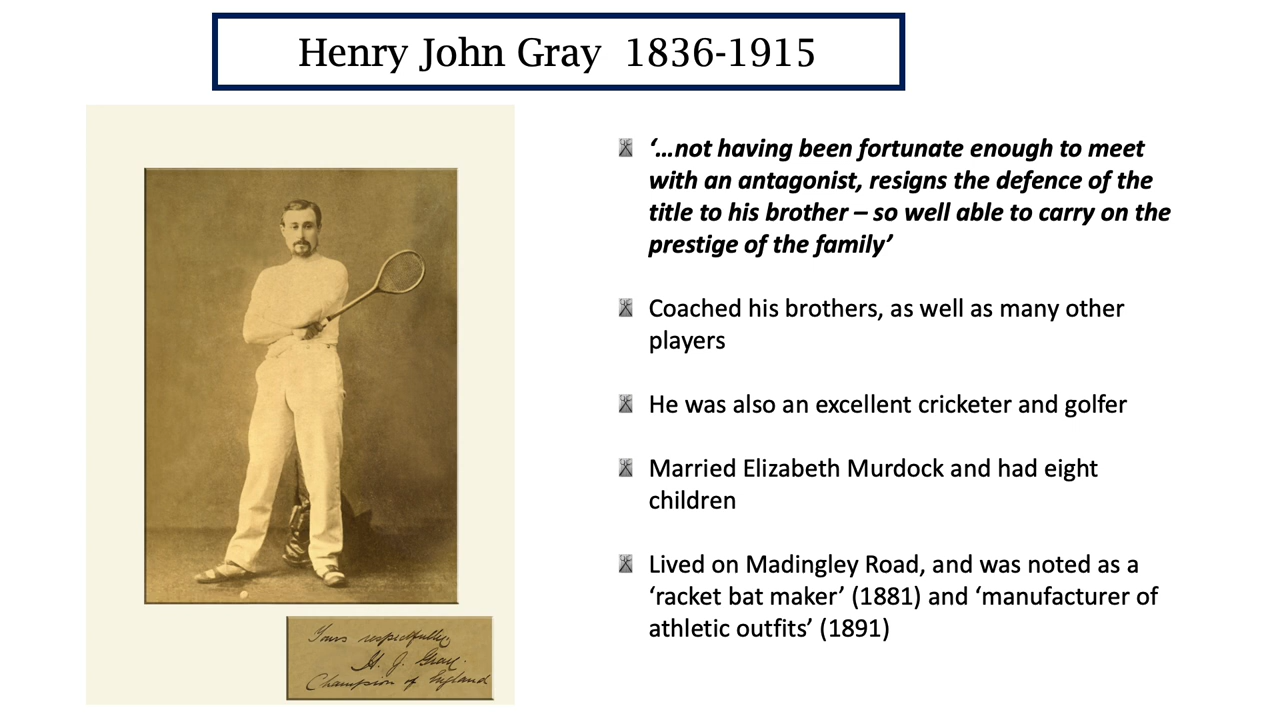 Henry John Gray 1836-1915
‘...not having been fortunate enough to meet
with an antagonist, resigns the defence of the
title to his brother – so well able to carry on the
prestige of the family’
Coached his brothers, as well as many other
players
He was also an excellent cricketer and golfer
Married Elizabeth Murdock and had eight
children
Lived on Madingley Road, and was noted as a
‘racket bat maker’ (1881) and ‘manufacturer of
athletic outfits’ (1891)
Yours respectfully
H. J. Gray.
Champion of England